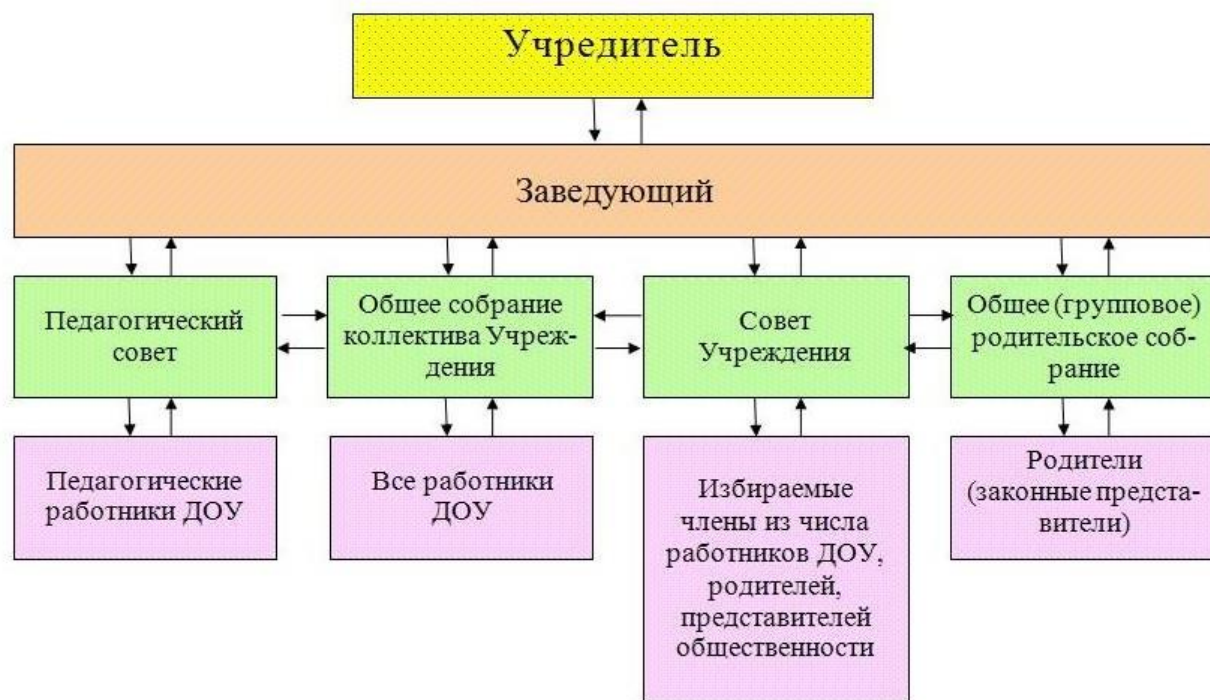 Учредитель
Заведующий
Педагогический
совет
Общее собрание
коллектива Учреж-
дения
Совет
Учреждения
Общее (групповое)
родительское соб-
рание
Педагогические
работники ДОУ
Все работники
ДОУ
Избираемые
члены из числа
работников ДОУ,
родителей,
представителей
общественности
Родители
(законные предста-
вители)